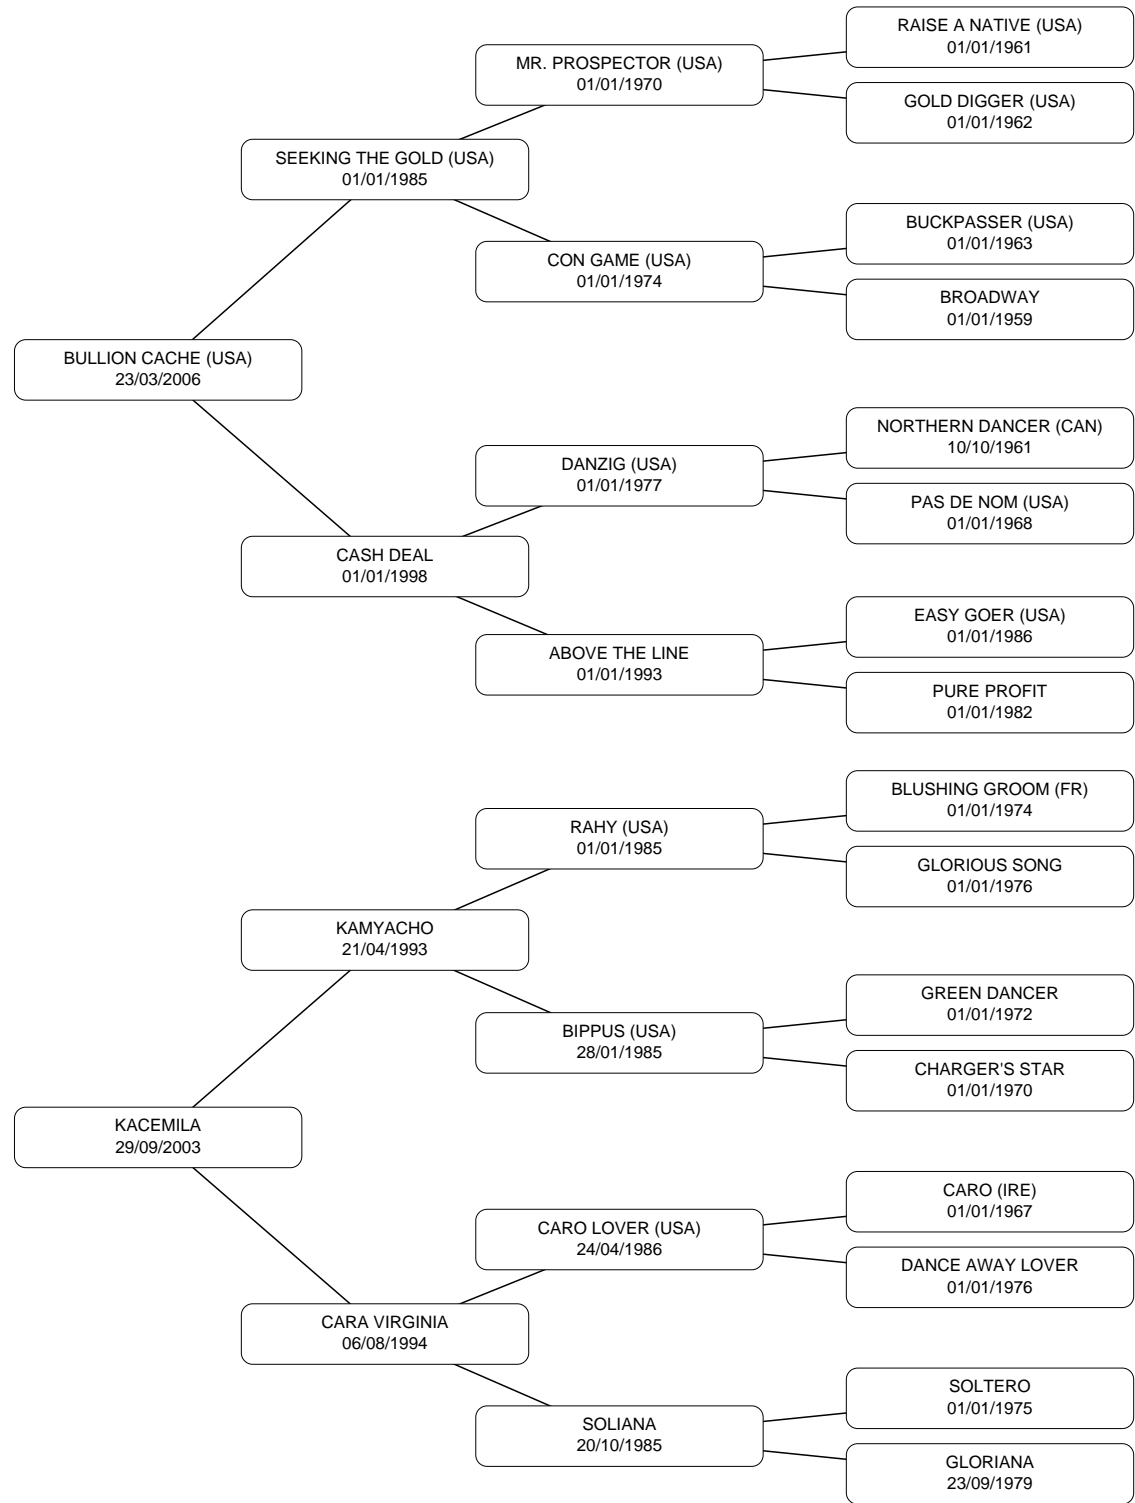 RAISE A NATIVE (USA)
01/01/1961
MR. PROSPECTOR (USA)
01/01/1970
GOLD DIGGER (USA)
01/01/1962
SEEKING THE GOLD (USA)
01/01/1985
BUCKPASSER (USA)
01/01/1963
CON GAME (USA)
01/01/1974
BROADWAY
01/01/1959
BULLION CACHE (USA)
23/03/2006
NORTHERN DANCER (CAN)
10/10/1961
DANZIG (USA)
01/01/1977
PAS DE NOM (USA)
01/01/1968
CASH DEAL
01/01/1998
EASY GOER (USA)
01/01/1986
ABOVE THE LINE
01/01/1993
PURE PROFIT
01/01/1982
BLUSHING GROOM (FR)
01/01/1974
RAHY (USA)
01/01/1985
GLORIOUS SONG
01/01/1976
KAMYACHO
21/04/1993
GREEN DANCER
01/01/1972
BIPPUS (USA)
28/01/1985
CHARGER'S STAR
01/01/1970
KACEMILA
29/09/2003
CARO (IRE)
01/01/1967
CARO LOVER (USA)
24/04/1986
DANCE AWAY LOVER
01/01/1976
CARA VIRGINIA
06/08/1994
SOLTERO
01/01/1975
SOLIANA
20/10/1985
GLORIANA
23/09/1979